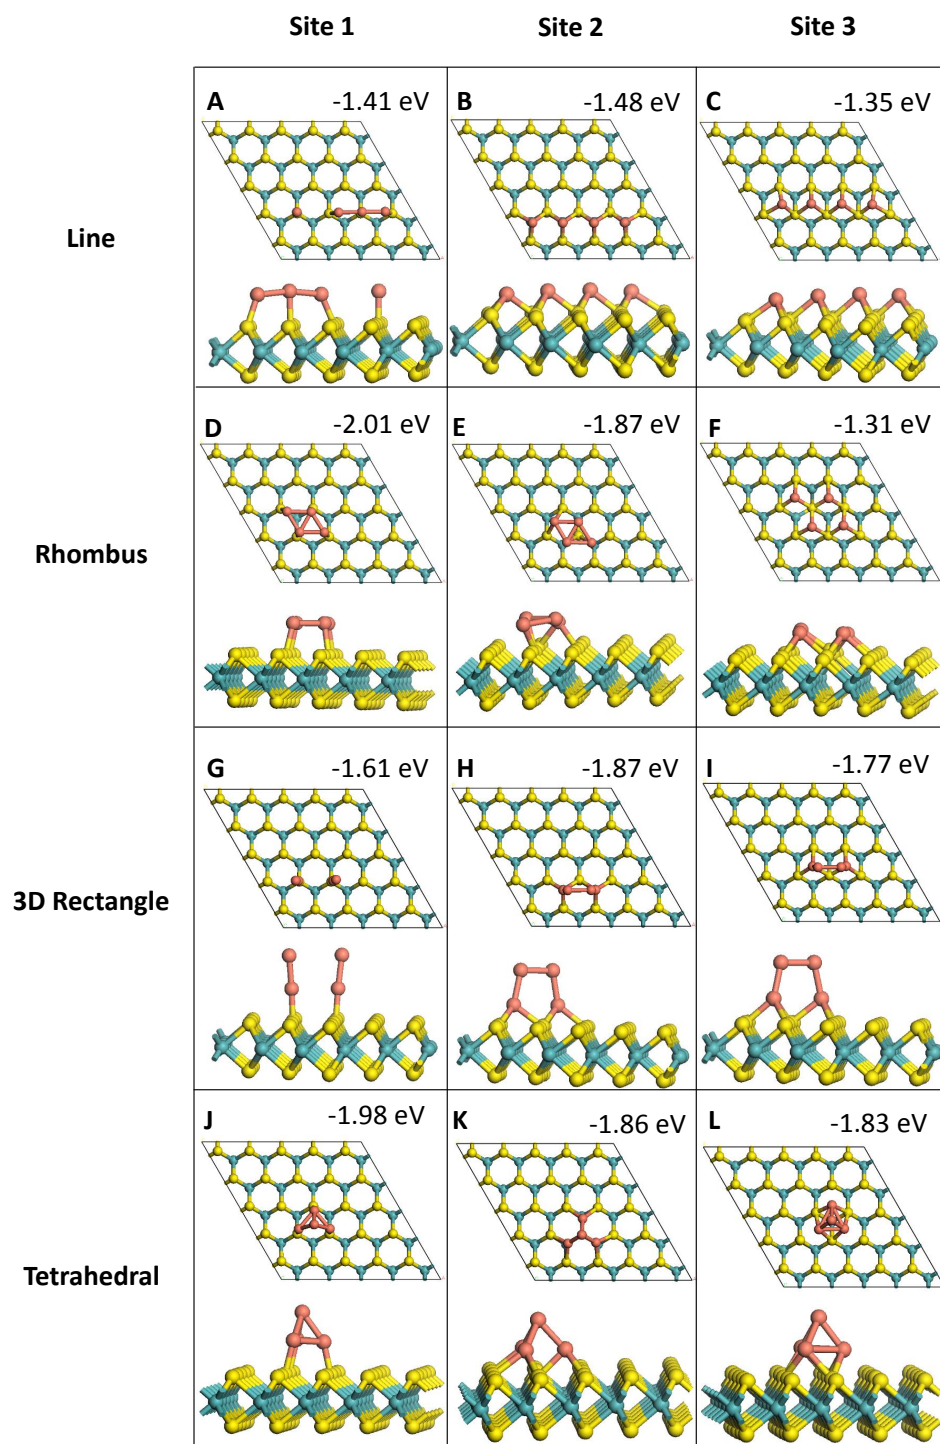 Site 1 Site 2 Site 3
Line
A -1.41 eV
B -1.48 eV
C -1.35 eV
Rhombus
D -2.01 eV
E -1.87 eV
F -1.31 eV
3D Rectangle
G -1.61 eV
H -1.87 eV
I -1.77 eV
Tetrahedral
J -1.98 eV
K -1.86 eV
L -1.83 eV